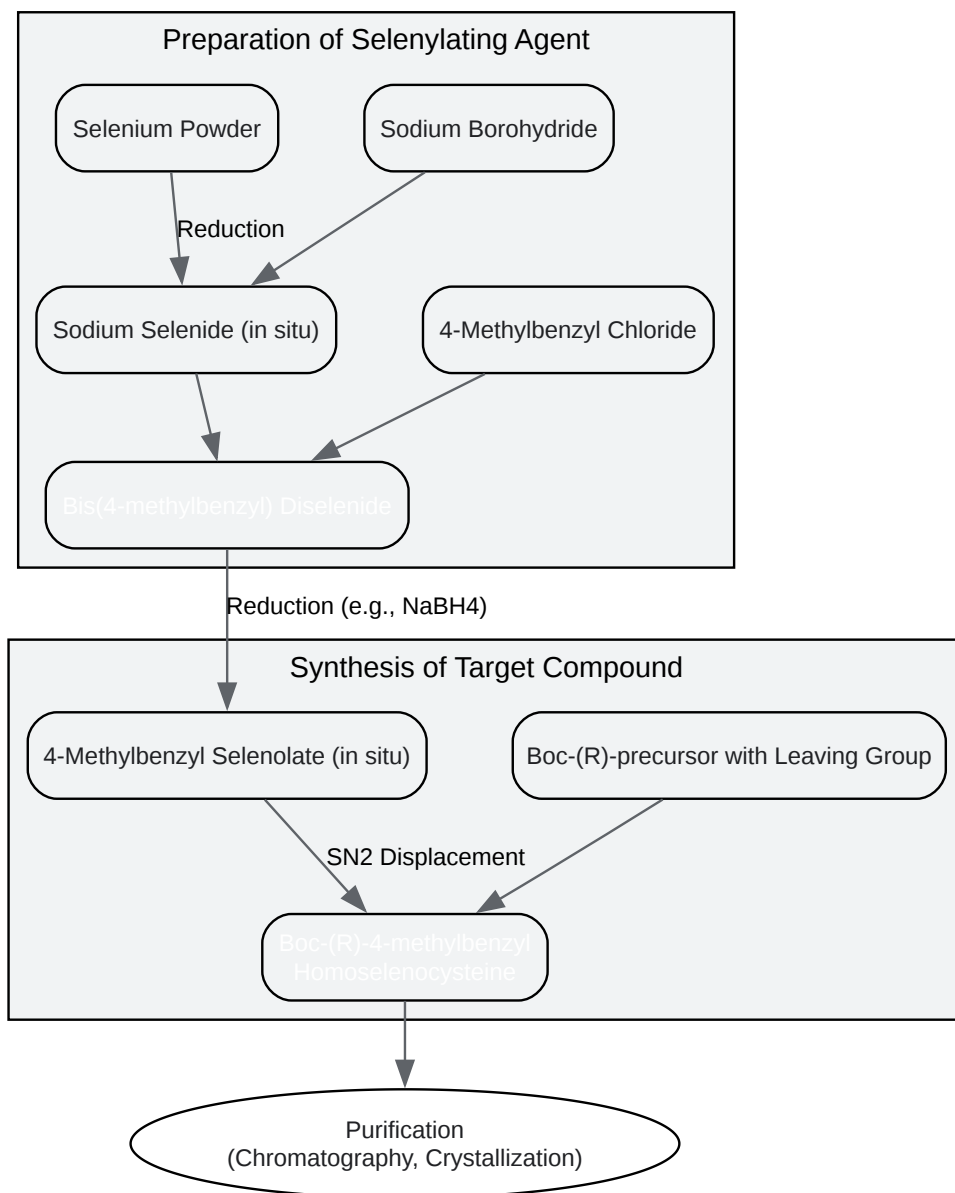 Preparation of Selenylating Agent
Selenium Powder
Sodium Borohydride
Reduction
Sodium Selenide (in situ)
4-Methylbenzyl Chloride
Bis(4-methylbenzyl) Diselenide
Reduction (e.g., NaBH4)
Synthesis of Target Compound
4-Methylbenzyl Selenolate (in situ)
Boc-(R)-precursor with Leaving Group
SN2 Displacement
Boc-(R)-4-methylbenzyl
Homoselenocysteine
Purification
(Chromatography, Crystallization)